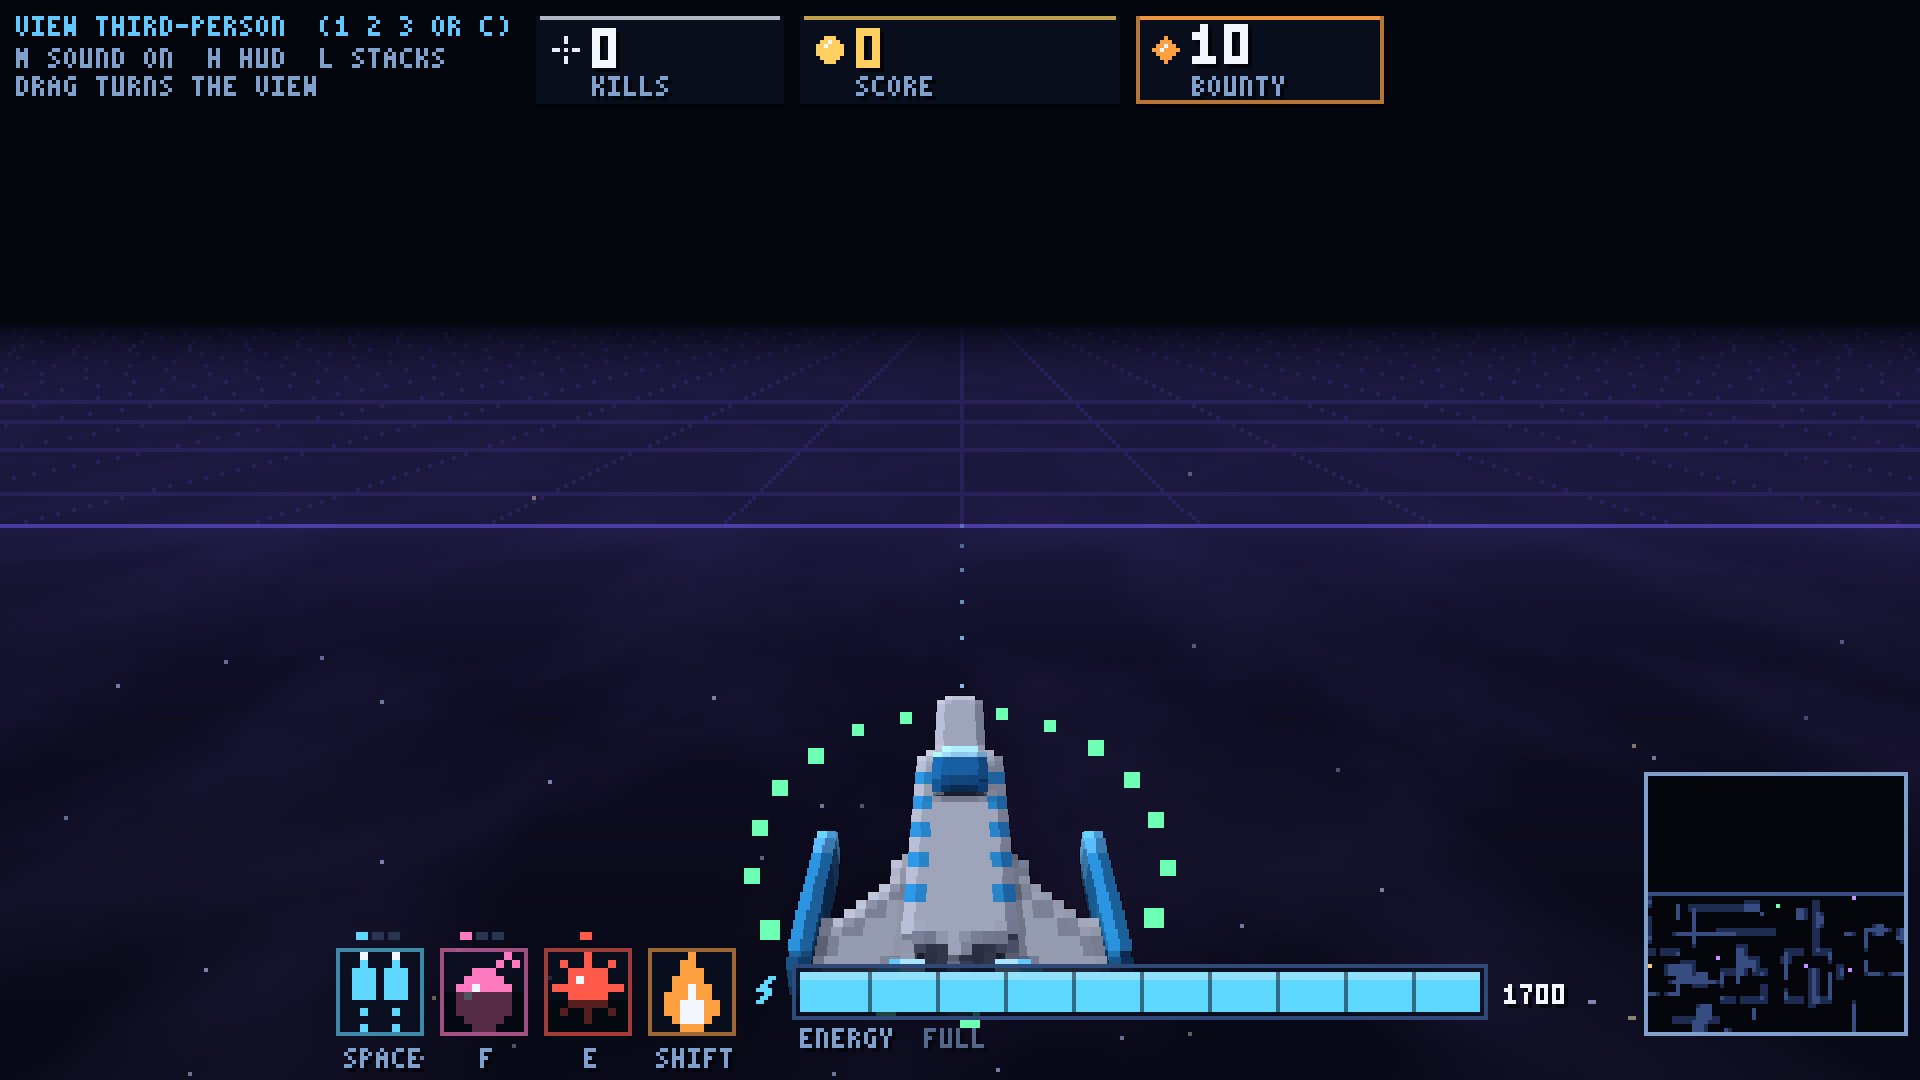 VIEW THIRD-PERSON (1 2 3 OR C)
M SOUND ON H HUD L STACKS
DRAG TURNS THE VIEW
0
KILLS
0
SCORE
10
BOUNTY
SPACE
F
E
SHIFT
1700
ENERGY FULL